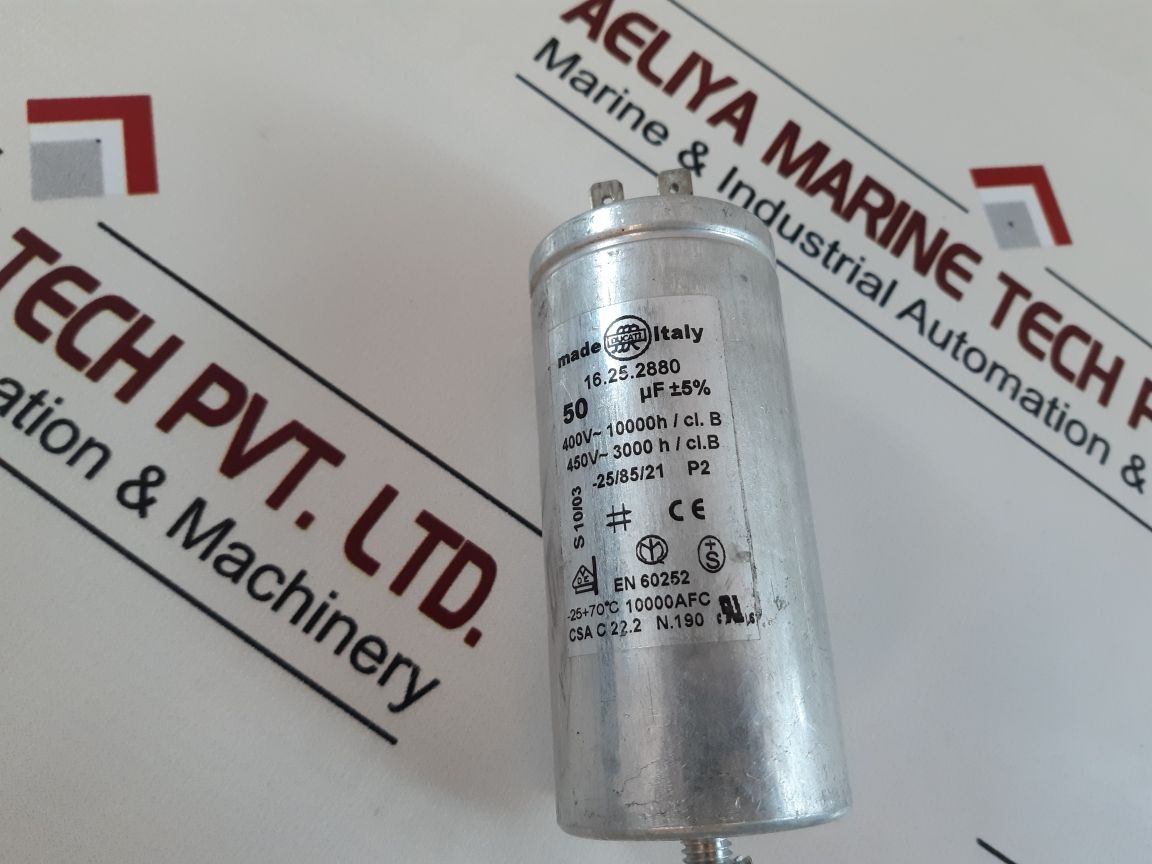 AELIYA MARINE TECH P
Marine & Industrial Automation &
TECH PVT. LTD.
ation & Machinery
made DUCATI Italy
16.25.2880
50 µF ±5%
400V~ 10000h / cl. B
450V~ 3000 h / cl.B
-25/85/21 P2
S 10/03
CE
VDE
+S
EN 60252
-25+70°C 10000AFC
CSA C 22.2 N.190